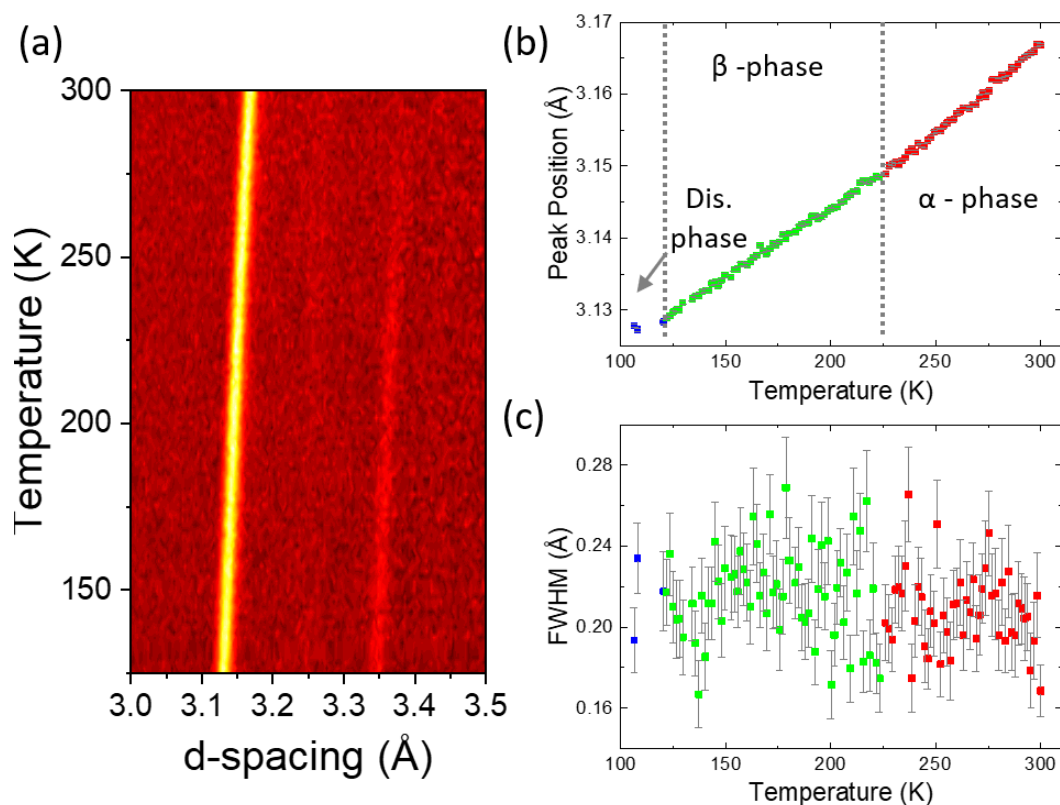 (a)
300
250
200
150
Temperature (K)
3.0 3.1 3.2 3.3 3.4 3.5
d-spacing (Å)
(b)
3.17
3.16
3.15
3.14
3.13
Peak Position (Å)
β -phase
Dis.
phase
α - phase
100 150 200 250 300
Temperature (K)
(c)
0.28
0.24
0.20
0.16
FWHM (Å)
100 150 200 250 300
Temperature (K)